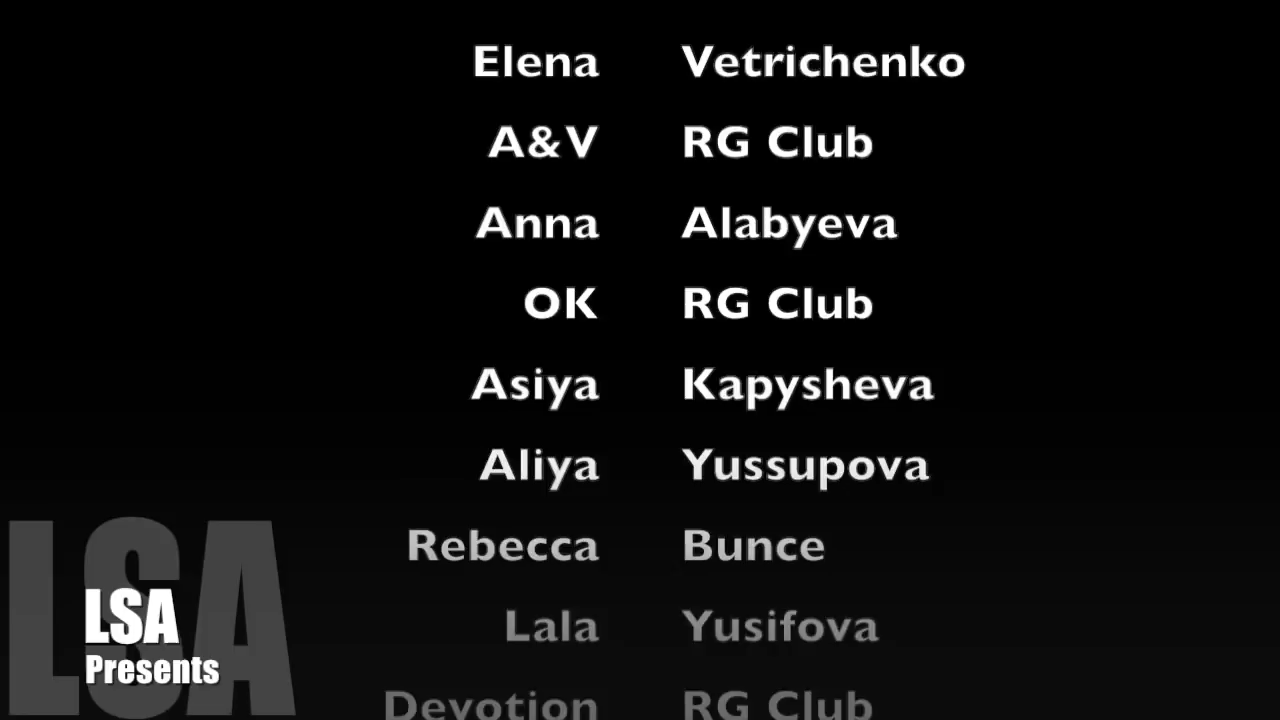 Elena Vetrichenko
A&V RG Club
Anna Alabyeva
OK RG Club
Asiya Kapysheva
Aliya Yussupova
Rebecca Bunce
Lala Yusifova
Devotion RG Club
LSA
LSA
Presents